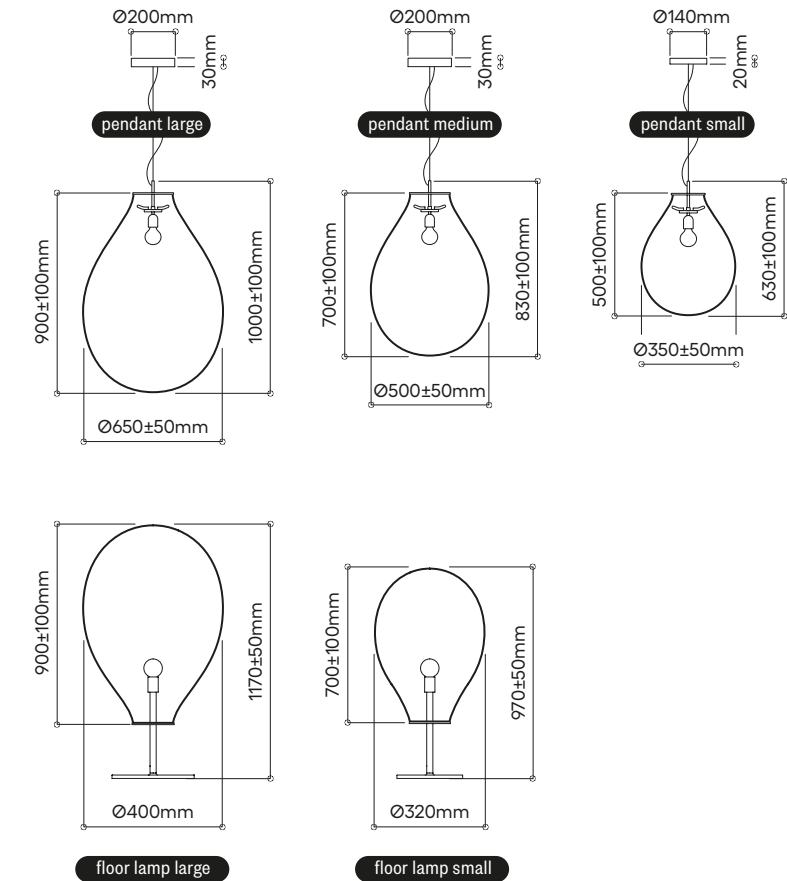 Ø200mm
30mm
pendant large
900±100mm
1000±100mm
Ø650±50mm
Ø200mm
30mm
pendant medium
700±100mm
830±100mm
Ø500±50mm
Ø140mm
20mm
pendant small
500±100mm
630±100mm
Ø350±50mm
900±100mm
1170±50mm
Ø400mm
floor lamp large
700±100mm
970±50mm
Ø320mm
floor lamp small